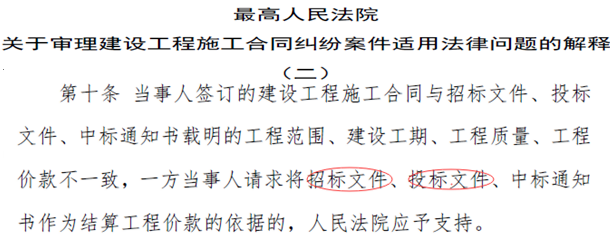 最高人民法院
关于审理建设工程施工合同纠纷案件适用法律问题的解释
（二）
第十条 当事人签订的建设工程施工合同与招标文件、投标
文件、中标通知书载明的工程范围、建设工期、工程质量、工程
价款不一致，一方当事人请求将招标文件、投标文件、中标通知
书作为结算工程价款的依据的，人民法院应予支持。